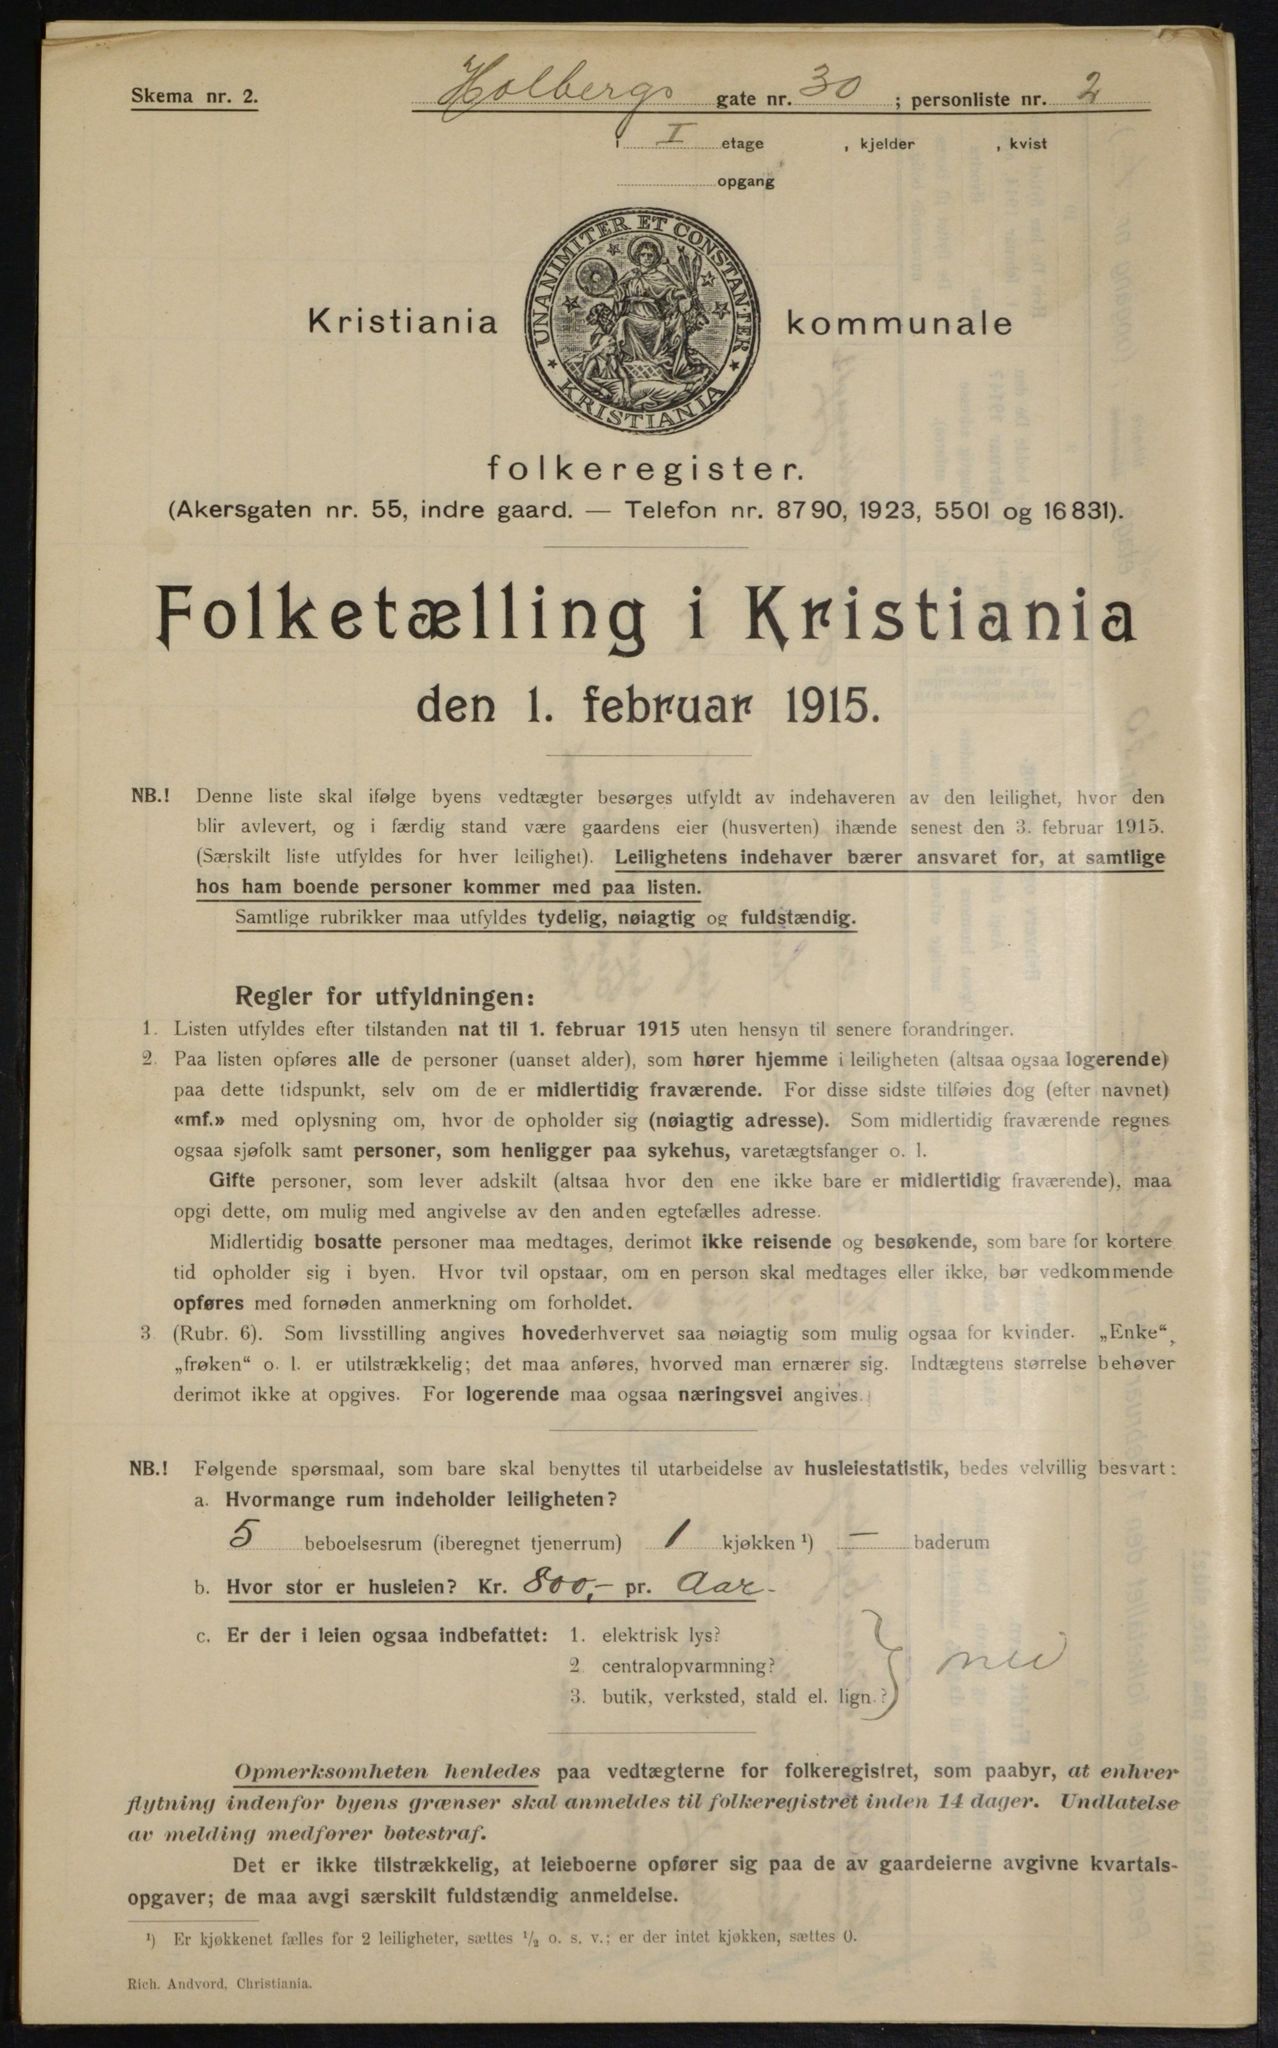 Skema nr. 2.
Holbergs gate nr. 30 ; personliste nr. 2
i I etage , kjelder , kvist
opgang
UNANIMITER ET CONSTANTER
KRISTIANIA
Kristiania kommunale
folkeregister.
(Akersgaten nr. 55, indre gaard. — Telefon nr. 8790, 1923, 5501 og 16831).
Folketælling i Kristiania
den 1. februar 1915.
NB.! Denne liste skal ifølge byens vedtægter besørges utfyldt av indehaveren av den leilighet, hvor den
blir avlevert, og i færdig stand være gaardens eier (husverten) ihænde senest den 3. februar 1915.
(Særskilt liste utfyldes for hver leilighet). Leilighetens indehaver bærer ansvaret for, at samtlige
hos ham boende personer kommer med paa listen.
Samtlige rubrikker maa utfyldes tydelig, nøiagtig og fuldstændig.
Regler for utfyldningen:
1. Listen utfyldes efter tilstanden nat til 1. februar 1915 uten hensyn til senere forandringer.
2. Paa listen opføres alle de personer (uanset alder), som hører hjemme i leiligheten (altsaa ogsaa logerende)
paa dette tidspunkt, selv om de er midlertidig fraværende. For disse sidste tilføies dog (efter navnet)
«mf.» med oplysning om, hvor de opholder sig (nøiagtig adresse). Som midlertidig fraværende regnes
ogsaa sjøfolk samt personer, som henligger paa sykehus, varetægtsfanger o. l.
Gifte personer, som lever adskilt (altsaa hvor den ene ikke bare er midlertidig fraværende), maa
opgi dette, om mulig med angivelse av den anden egtefælles adresse.
Midlertidig bosatte personer maa medtages, derimot ikke reisende og besøkende, som bare for kortere
tid opholder sig i byen. Hvor tvil opstaar, om en person skal medtages eller ikke, bør vedkommende
opføres med fornøden anmerkning om forholdet.
3. (Rubr. 6). Som livsstilling angives hovederhvervet saa nøiagtig som mulig ogsaa for kvinder. „Enke“,
„frøken“ o. l. er utilstrækkelig; det maa anføres, hvorved man ernærer sig. Indtægtens størrelse behøver
derimot ikke at opgives. For logerende maa ogsaa næringsvei angives.
NB.! Følgende spørsmaal, som bare skal benyttes til utarbeidelse av husleiestatistik, bedes velvillig besvart:
a. Hvormange rum indeholder leiligheten?
5 beboelsesrum (iberegnet tjenerrum) 1 kjøkken ¹) — baderum
b. Hvor stor er husleien? Kr. 800,- pr. Aar-
c. Er der i leien ogsaa indbefattet: 1. elektrisk lys?
2 centralopvarmning? } nei
3. butik, verksted, stald el. lign.?
Opmerksomheten henledes paa vedtægterne for folkeregistret, som paabyr, at enhver
flytning indenfor byens grænser skal anmeldes til folkeregistret inden 14 dager. Undlatelse
av melding medfører bøtestraf.
Det er ikke tilstrækkelig, at leieboerne opfører sig paa de av gaardeierne avgivne kvartals-
opgaver; de maa avgi særskilt fuldstændig anmeldelse.
¹) Er kjøkkenet fælles for 2 leiligheter, sættes ½ o. s. v.; er der intet kjøkken, sættes 0.
Rich. Andvord, Christiania.